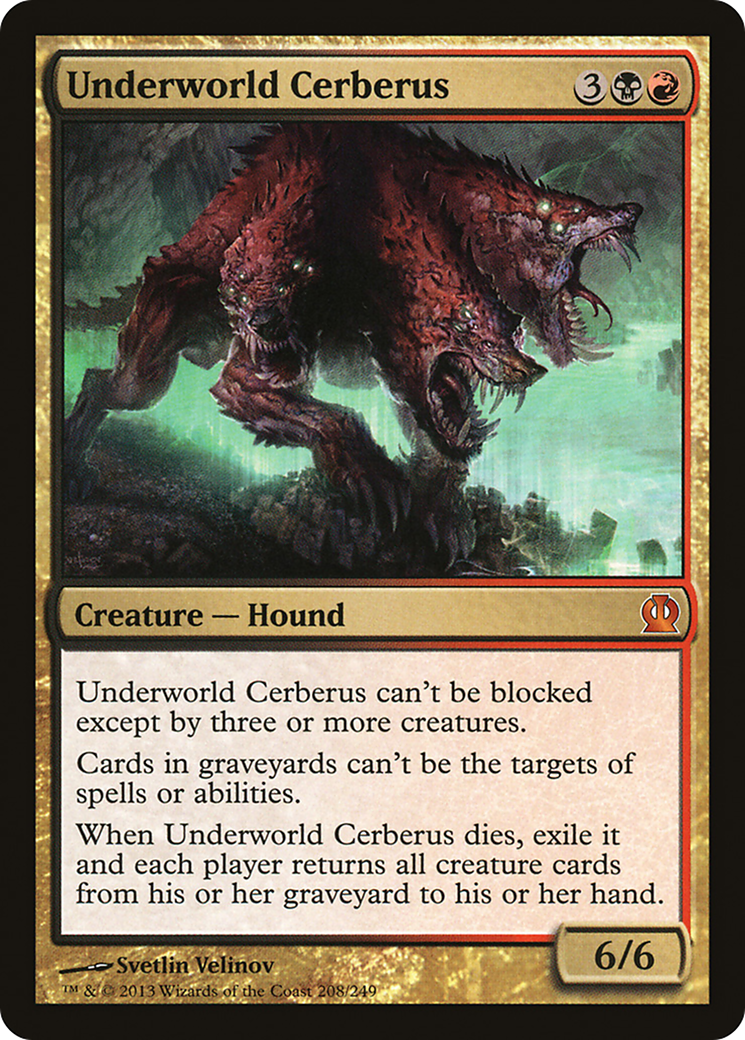 Underworld Cerberus 3
Creature — Hound
Underworld Cerberus can't be blocked
except by three or more creatures.
Cards in graveyards can't be the targets of
spells or abilities.
When Underworld Cerberus dies, exile it
and each player returns all creature cards
from his or her graveyard to his or her hand.
6/6
Svetlin Velinov
™ & © 2013 Wizards of the Coast 208/249